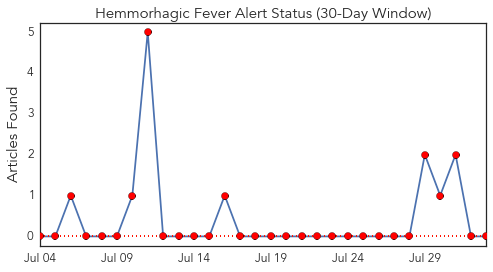 Hemmorhagic Fever Alert Status (30-Day Window)
Articles Found
5
4
3
2
1
0
Jul 04
Jul 09
Jul 14
Jul 19
Jul 24
Jul 29